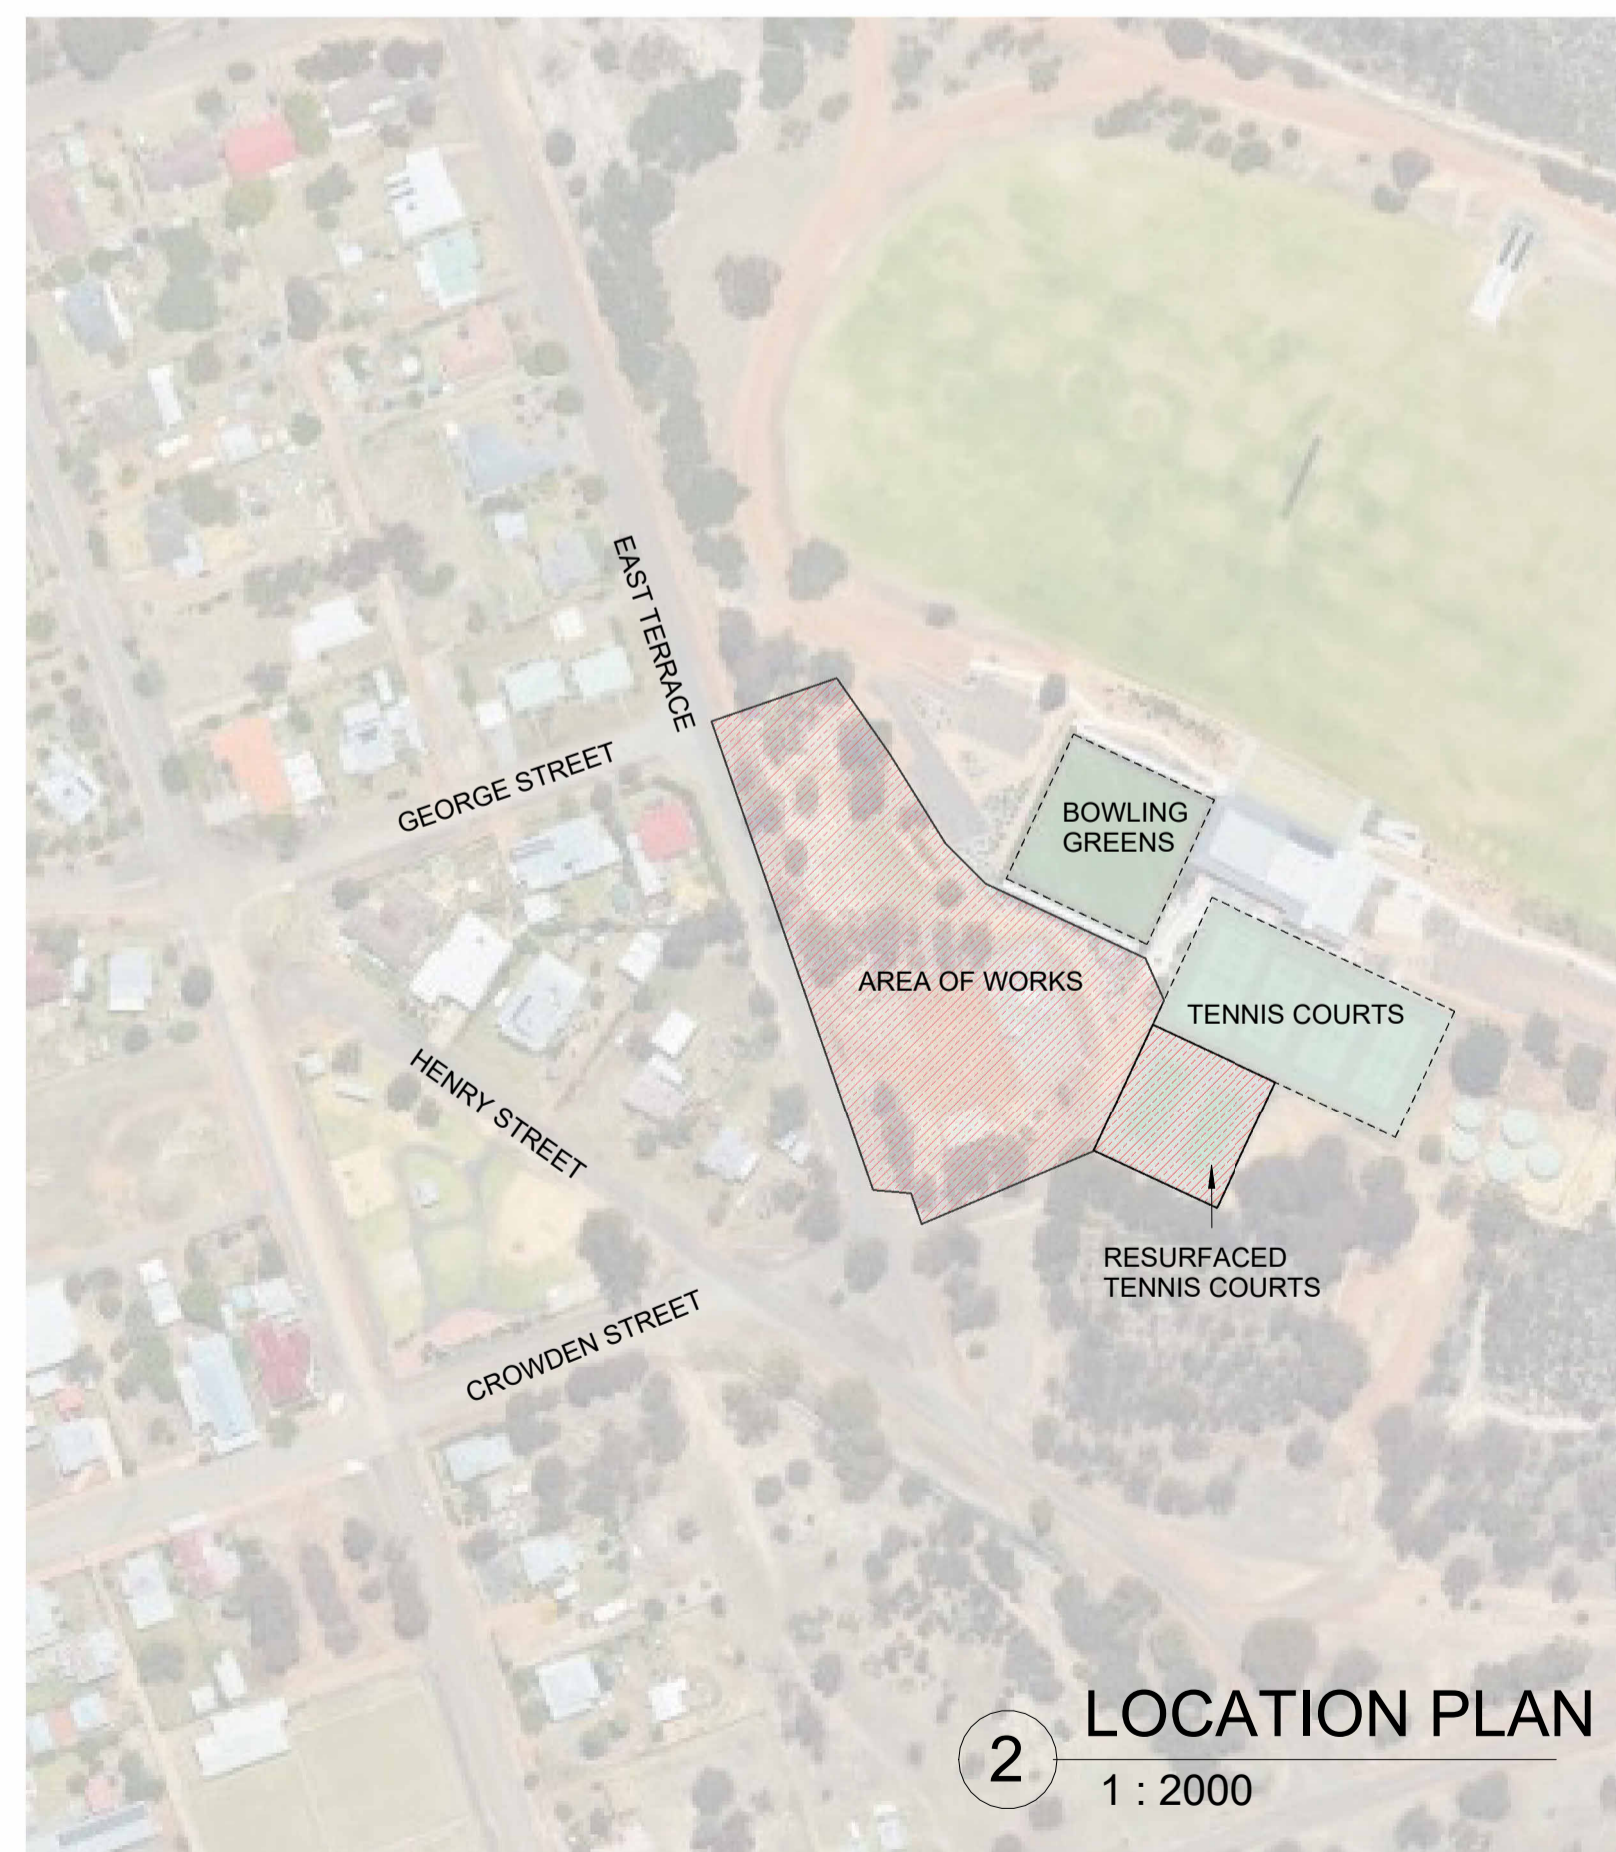 EAST TERRACE
GEORGE STREET
BOWLING
GREENS
AREA OF WORKS
TENNIS COURTS
HENRY STREET
RESURFACED
TENNIS COURTS
CROWDEN STREET
2
LOCATION PLAN
1 : 2000